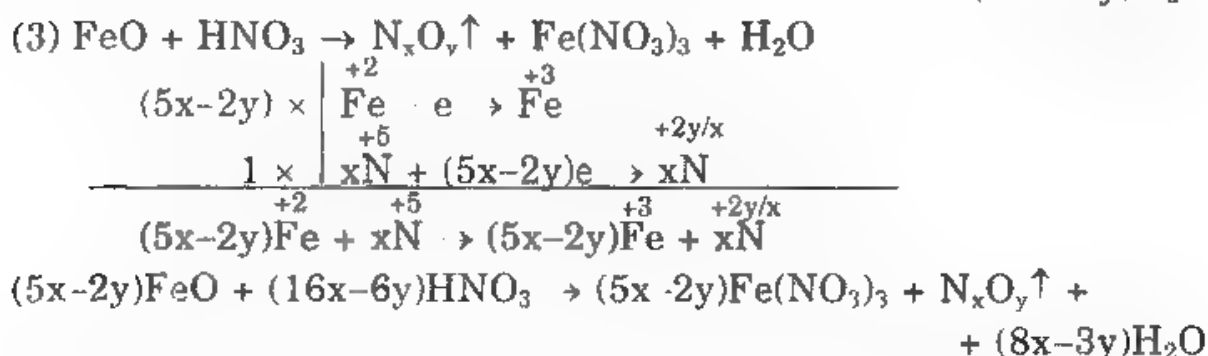 (3) FeO + HNO₃ → NₓOᵧ↑ + Fe(NO₃)₃ + H₂O
+2 +3
(5x-2y) × | Fe - e → Fe
+5 +2y/x
1 × | xN + (5x-2y)e → xN
+2 +5 +3 +2y/x
(5x-2y)Fe + xN → (5x-2y)Fe + xN
(5x-2y)FeO + (16x-6y)HNO₃ → (5x-2y)Fe(NO₃)₃ + NₓOᵧ↑ +
+ (8x-3y)H₂O